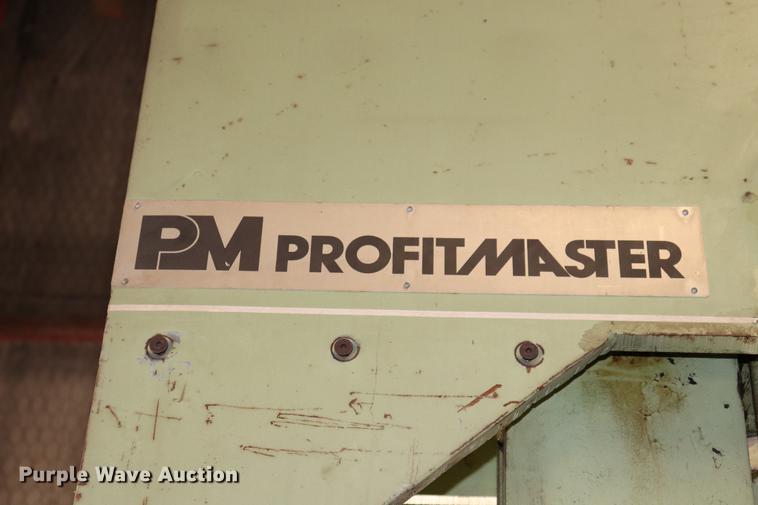 PM PROFITMASTER
Purple Wave Auction